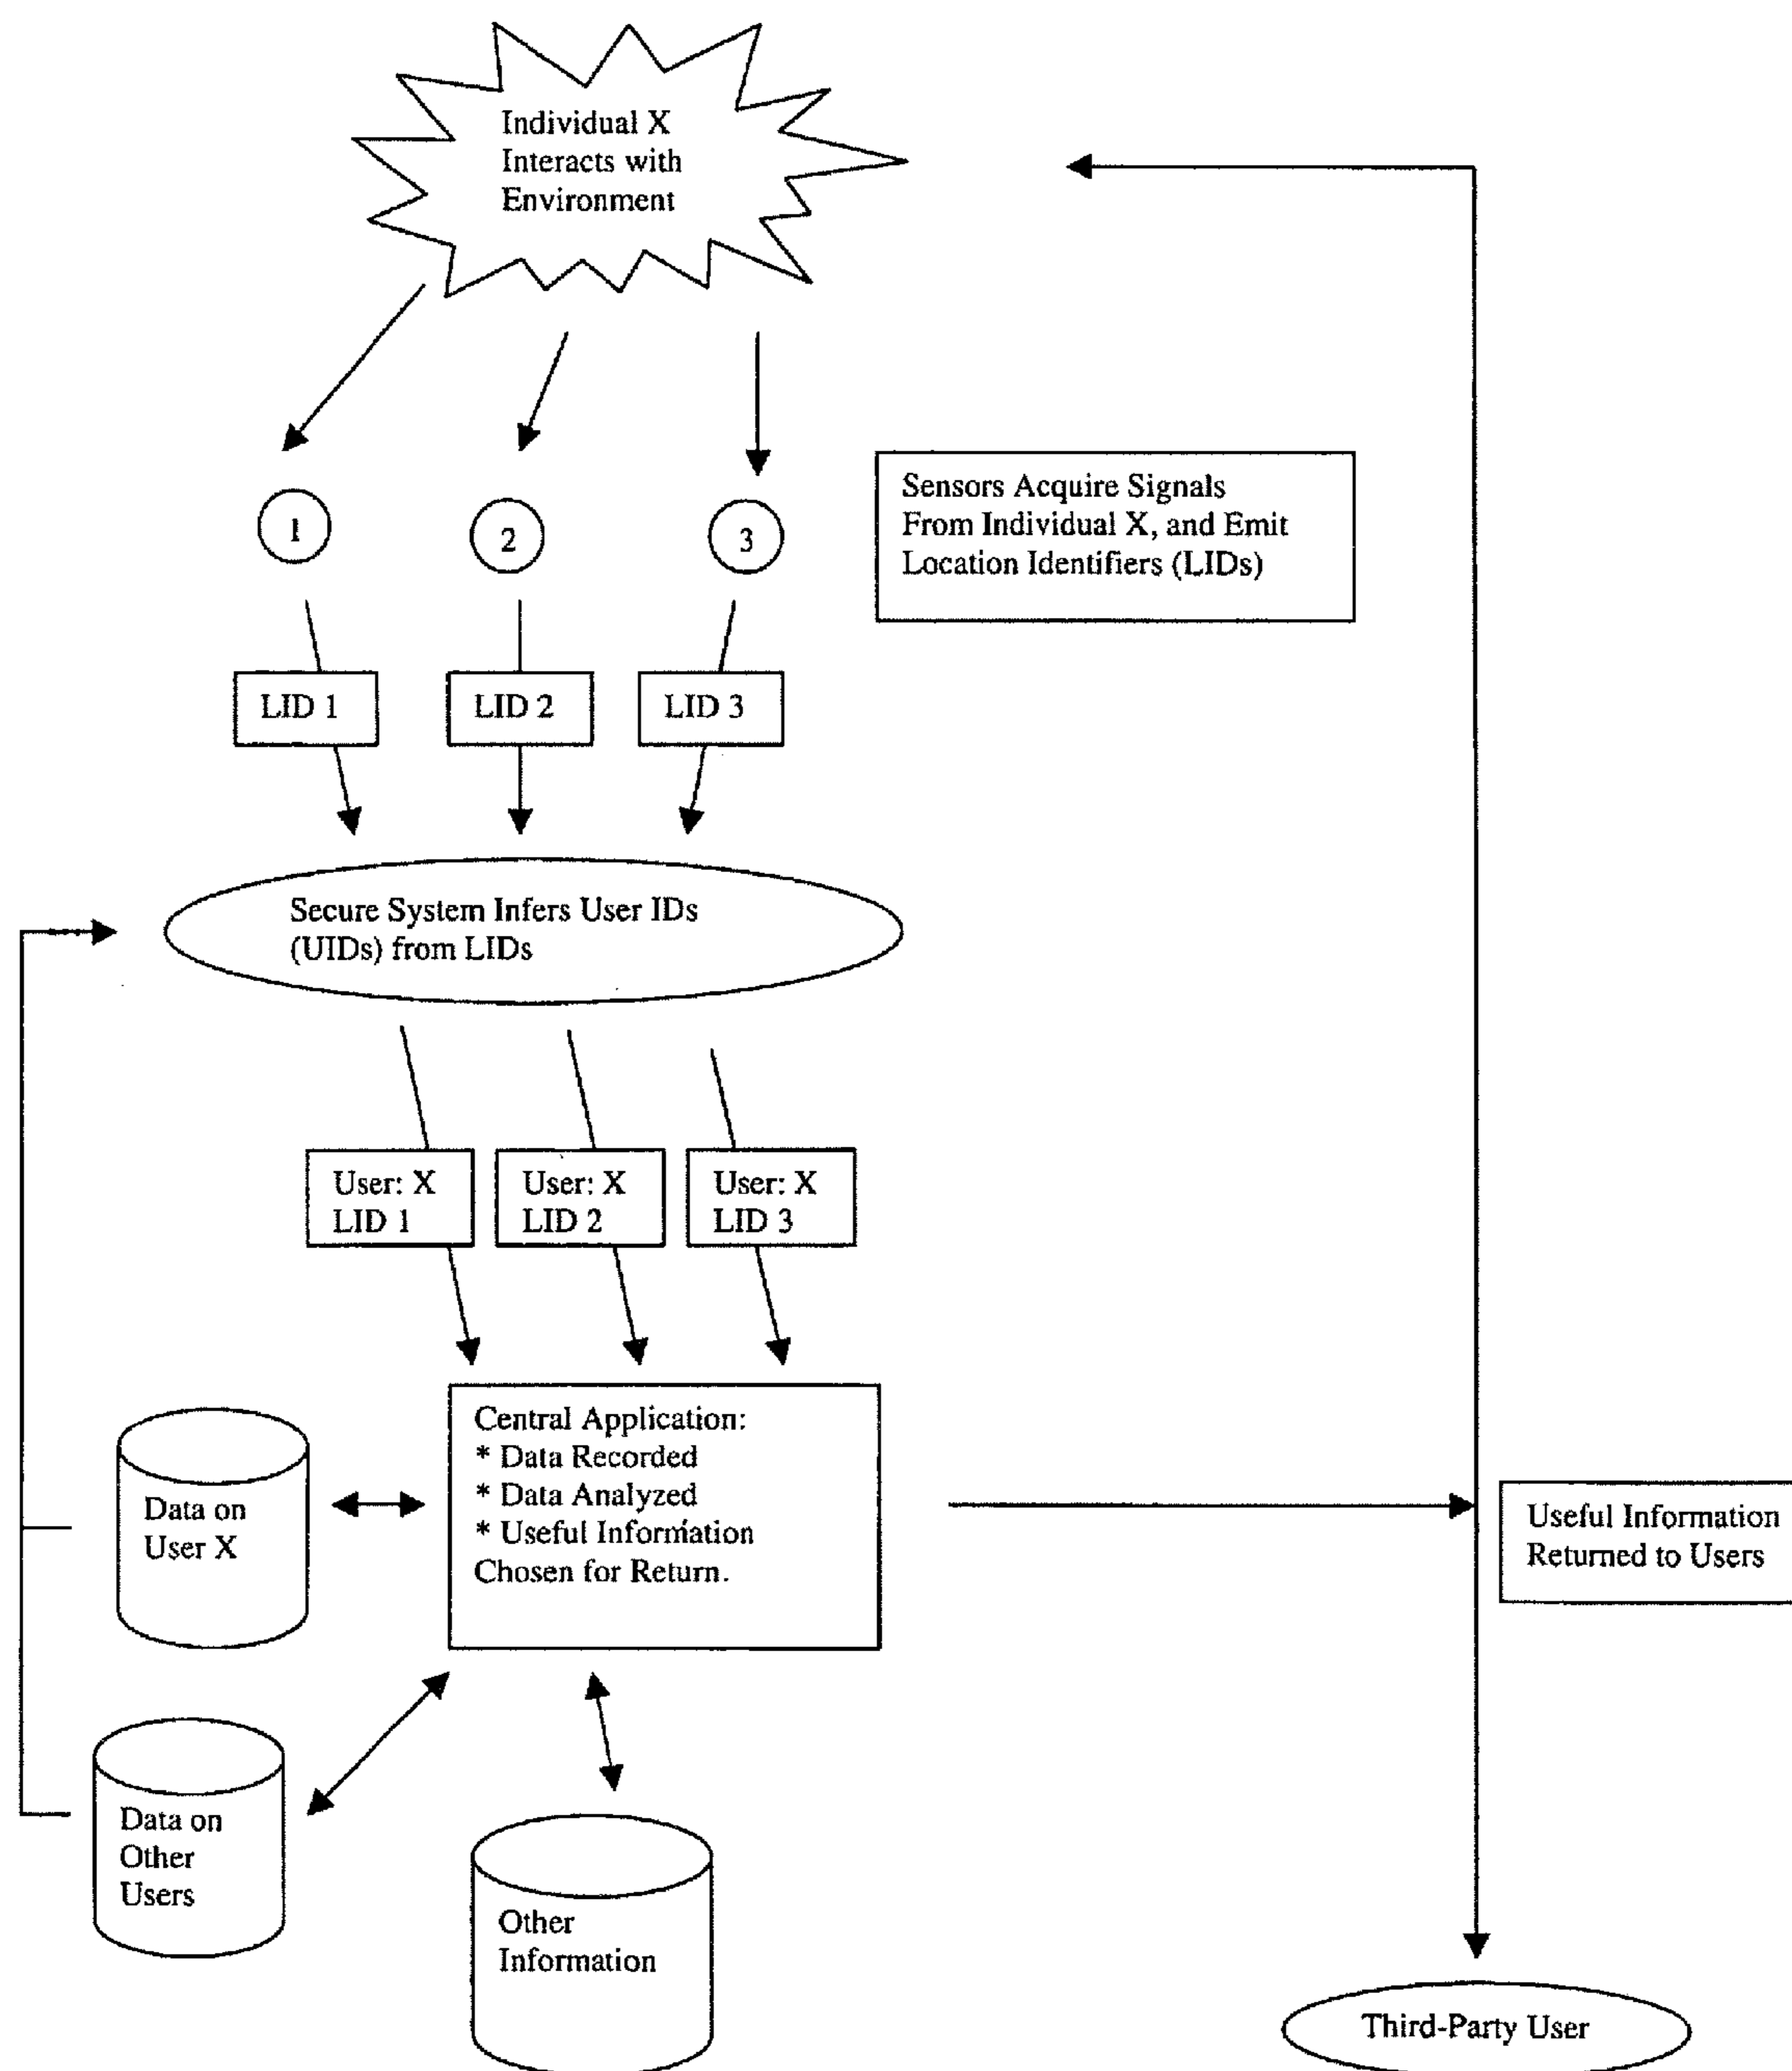 Individual X
Interacts with
Environment
1
2
3
Sensors Acquire Signals
From Individual X, and Emit
Location Identifiers (LIDs)
LID 1
LID 2
LID 3
Secure System Infers User IDs
(UIDs) from LIDs
User: X
LID 1
User: X
LID 2
User: X
LID 3
Central Application:
* Data Recorded
* Data Analyzed
* Useful Information
Chosen for Return.
Data on
User X
Useful Information
Returned to Users
Data on
Other
Users
Other
Information
Third-Party User